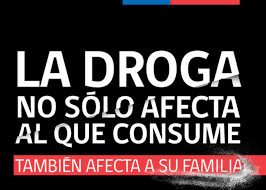 LA DROGA
NO SÓLO AFECTA
AL QUE CONSUME
TAMBIÉN AFECTA A SU FAMILIA